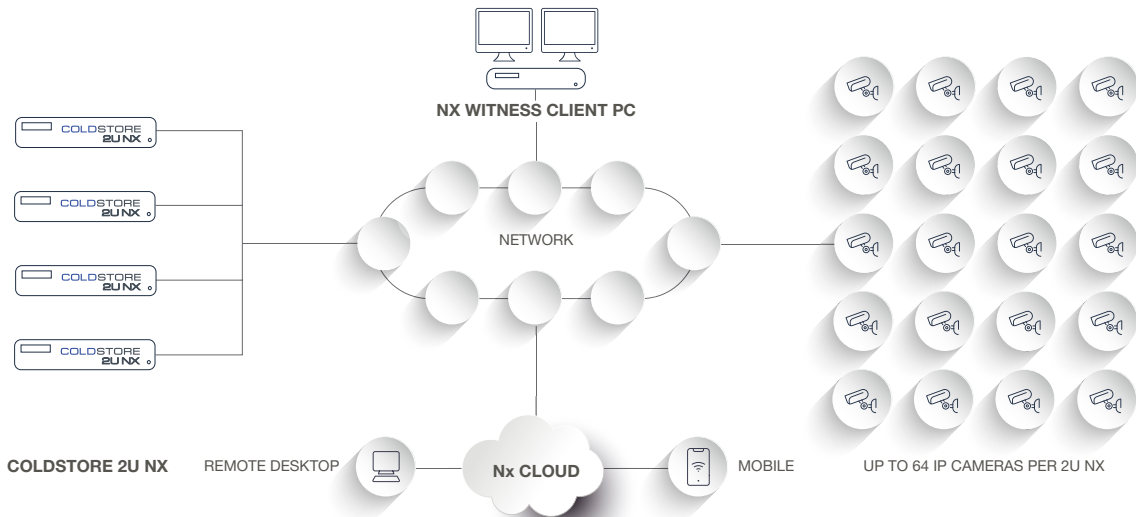 NX WITNESS CLIENT PC
COLDSTORE
2U NX
COLDSTORE
2U NX
COLDSTORE
2U NX
COLDSTORE
2U NX
NETWORK
COLDSTORE 2U NX
REMOTE DESKTOP
Nx CLOUD
MOBILE
UP TO 64 IP CAMERAS PER 2U NX